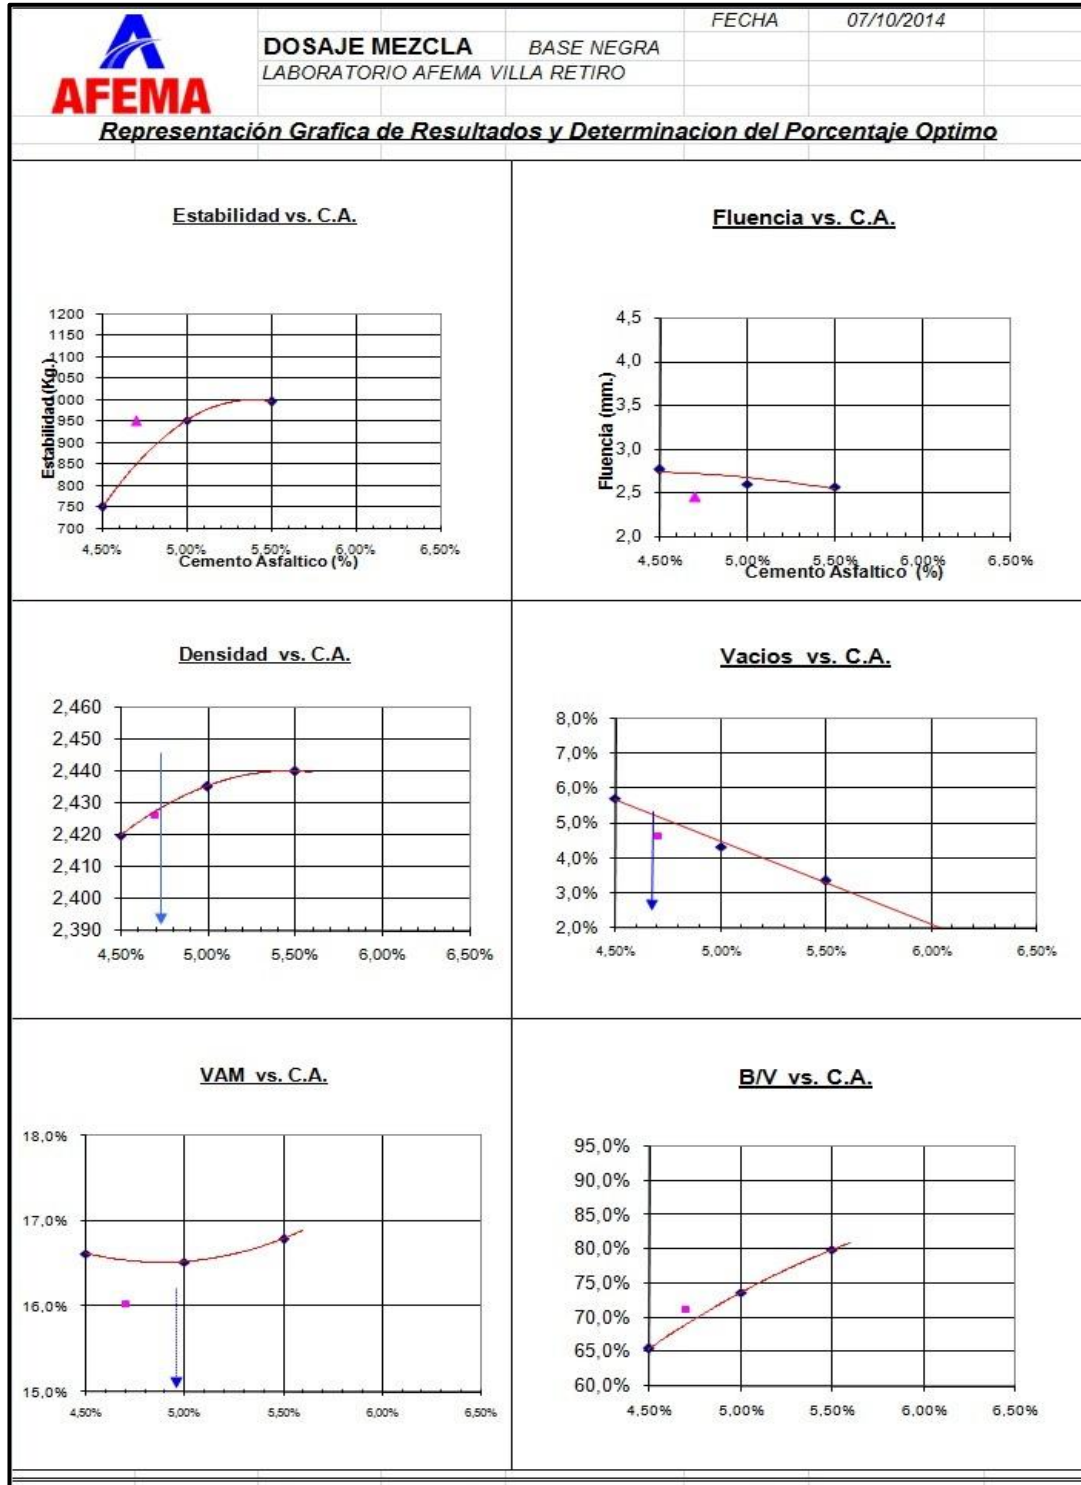 FECHA 07/10/2014
AFEMA
DOSAJE MEZCLA BASE NEGRA
LABORATORIO AFEMA VILLA RETIRO
Representación Grafica de Resultados y Determinacion del Porcentaje Optimo
Estabilidad vs. C.A.
Estabilidad (Kg.)
1200
1150
1100
1050
1000
950
900
850
800
750
700
4,50% 5,00% 5,50% 6,00% 6,50%
Cemento Asfaltico (%)
Fluencia vs. C.A.
Fluencia (mm.)
4,5
4,0
3,5
3,0
2,5
2,0
4,50% 5,00% 5,50% 6,00% 6,50%
Cemento Asfaltico (%)
Densidad vs. C.A.
2,460
2,450
2,440
2,430
2,420
2,410
2,400
2,390
4,50% 5,00% 5,50% 6,00% 6,50%
Vacios vs. C.A.
8,0%
7,0%
6,0%
5,0%
4,0%
3,0%
2,0%
4,50% 5,00% 5,50% 6,00% 6,50%
VAM vs. C.A.
18,0%
17,0%
16,0%
15,0%
4,50% 5,00% 5,50% 6,00% 6,50%
B/V vs. C.A.
95,0%
90,0%
85,0%
80,0%
75,0%
70,0%
65,0%
60,0%
4,50% 5,00% 5,50% 6,00% 6,50%